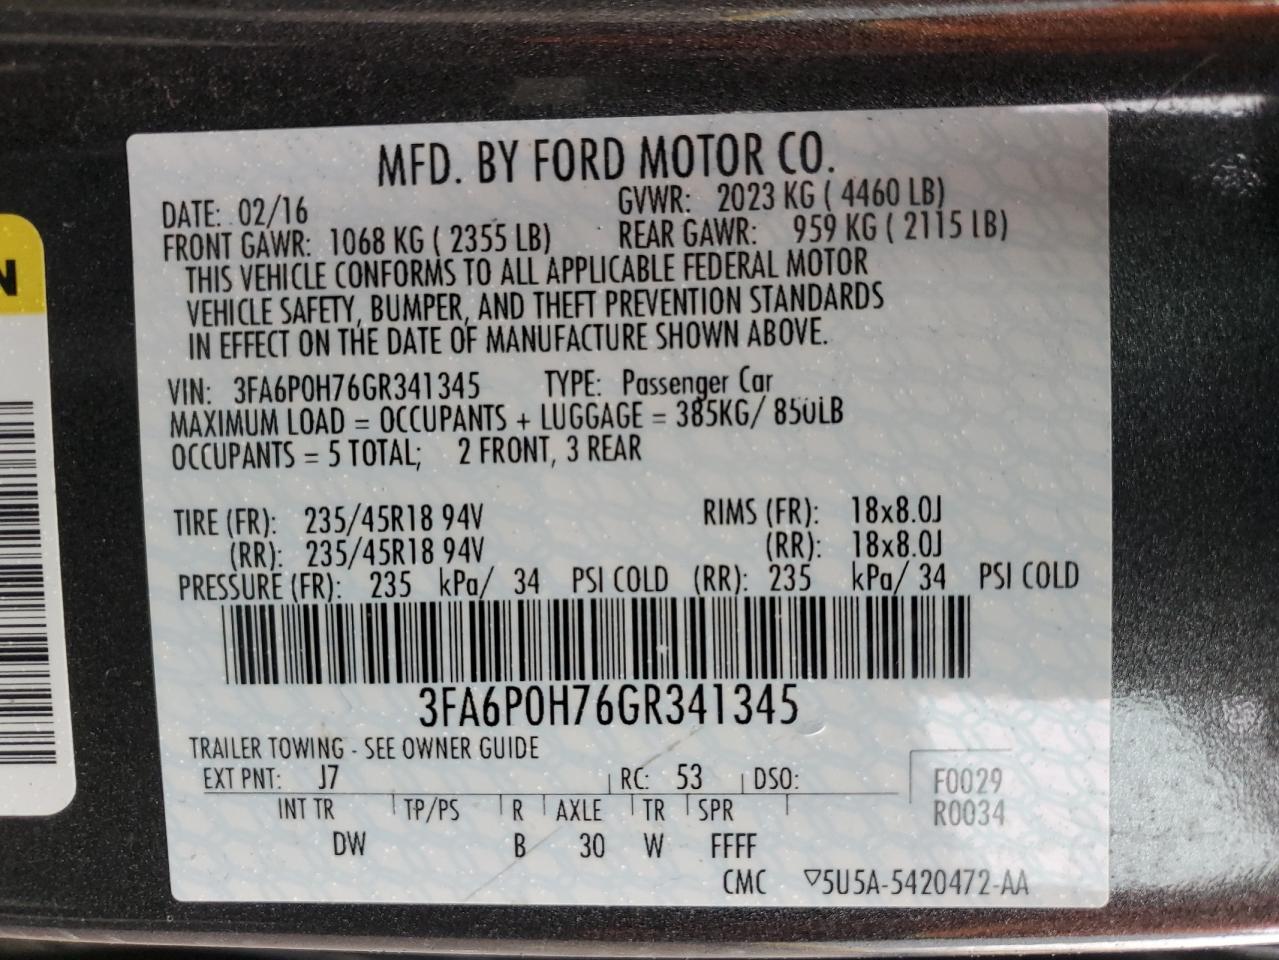 MFD. BY FORD MOTOR CO.
DATE: 02/16 GVWR: 2023 KG ( 4460 LB)
FRONT GAWR: 1068 KG ( 2355 LB) REAR GAWR: 959 KG ( 2115 LB)
THIS VEHICLE CONFORMS TO ALL APPLICABLE FEDERAL MOTOR
VEHICLE SAFETY, BUMPER, AND THEFT PREVENTION STANDARDS
IN EFFECT ON THE DATE OF MANUFACTURE SHOWN ABOVE.
VIN: 3FA6P0H76GR341345 TYPE: Passenger Car
MAXIMUM LOAD = OCCUPANTS + LUGGAGE = 385KG/ 850LB
OCCUPANTS = 5 TOTAL; 2 FRONT, 3 REAR
TIRE (FR): 235/45R18 94V RIMS (FR): 18x8.0J
(RR): 235/45R18 94V (RR): 18x8.0J
PRESSURE (FR): 235 kPa/ 34 PSI COLD (RR): 235 kPa/ 34 PSI COLD
3FA6P0H76GR341345
TRAILER TOWING - SEE OWNER GUIDE
EXT PNT: J7 RC: 53 DSO: F0029
INT TR TP/PS R AXLE TR SPR R0034
DW B 30 W FFFF
CMC ▽5U5A-5420472-AA
N